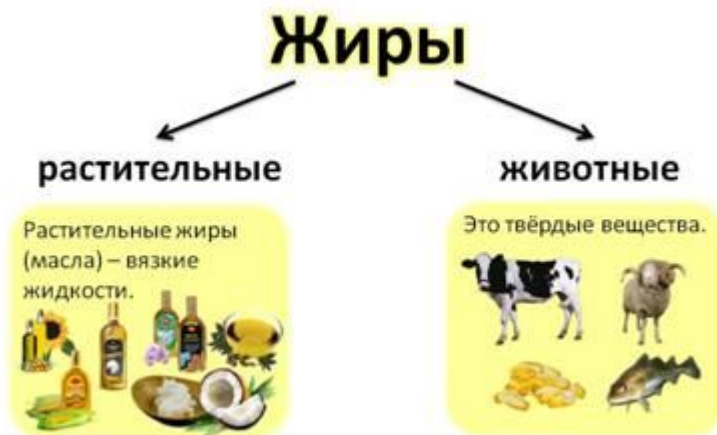 Жиры
растительные
животные
Растительные жиры
(масла) – вязкие
жидкости.
Это твёрдые вещества.